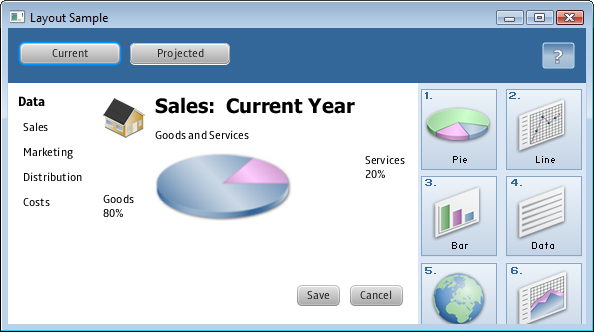 Layout Sample
Current
Projected
?
Data
Sales
Marketing
Distribution
Costs
Sales:  Current Year
Goods and Services
Services
20%
Goods
80%
Save
Cancel
1.
Pie
2.
Line
3.
Bar
4.
Data
5.
6.